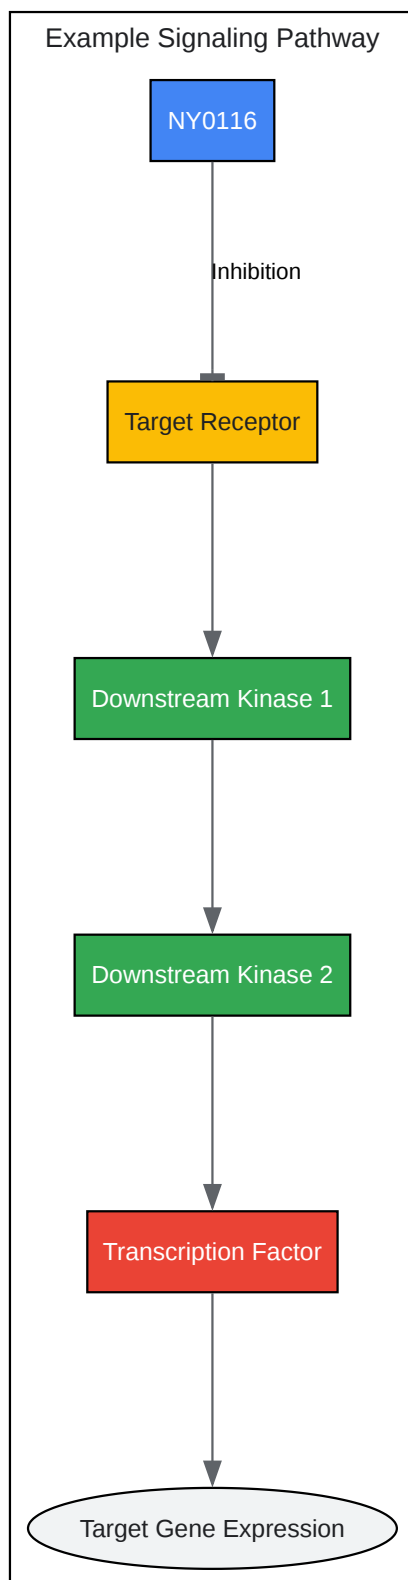 Example Signaling Pathway
NY0116
Inhibition
Target Receptor
Downstream Kinase 1
Downstream Kinase 2
Transcription Factor
Target Gene Expression